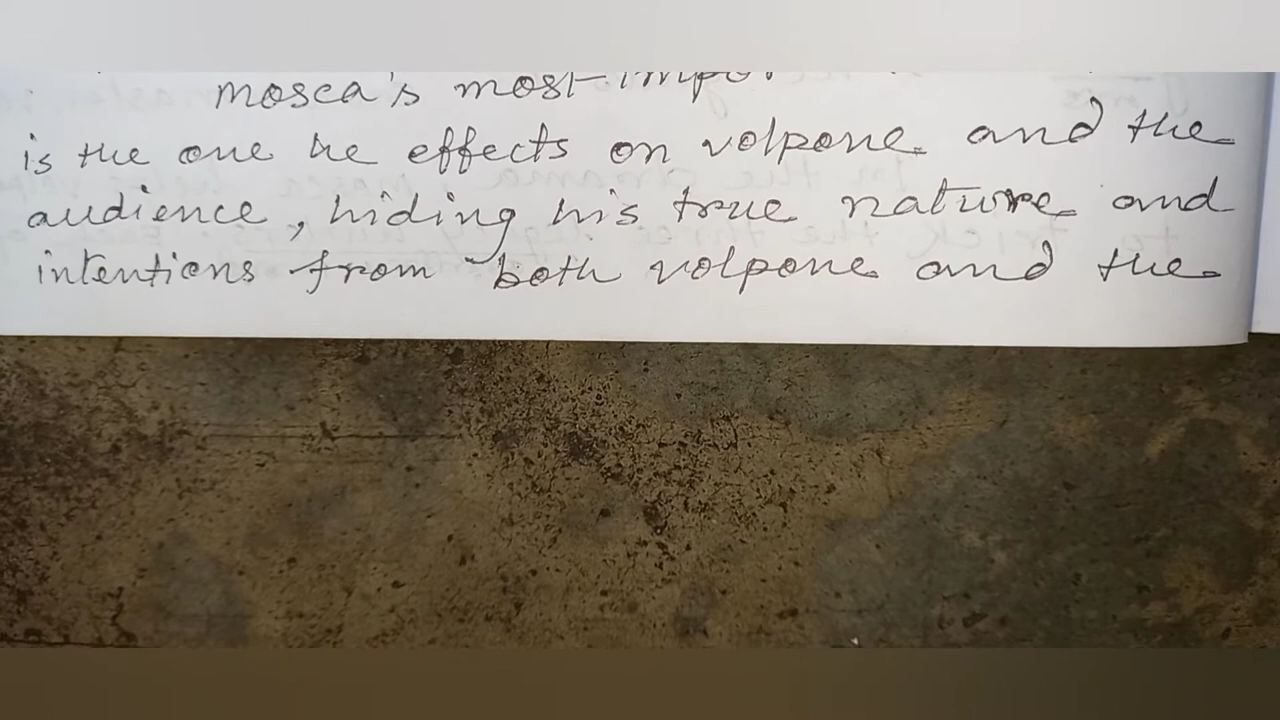 mosca's most
is the one he effects on volpone and the
audience, hiding his true nature and
intentions from both volpone and the